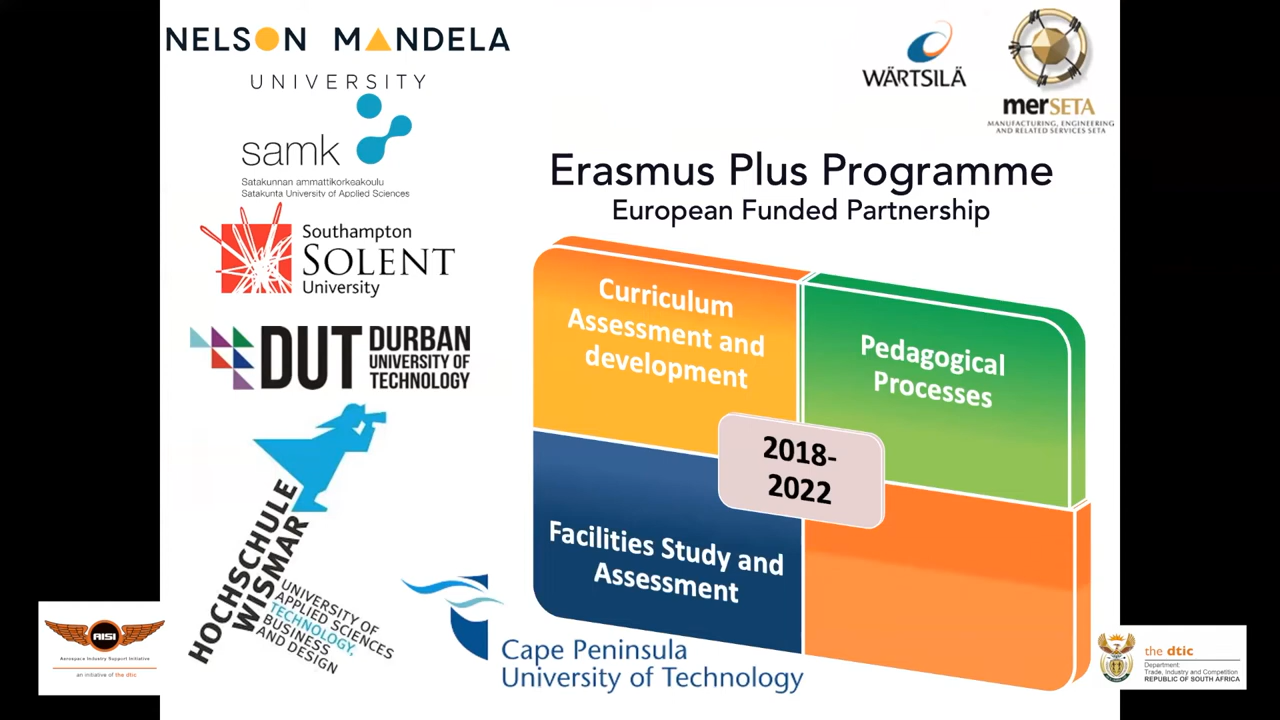 NELSON MANDELA
UNIVERSITY
samk
Satakunnan ammattikorkeakoulu
Satakunta University of Applied Sciences
Southampton
SOLENT
University
DUT DURBAN
UNIVERSITY OF
TECHNOLOGY
HOCHSCHULE
WISMAR
UNIVERSITY OF
APPLIED SCIENCES
TECHNOLOGY,
BUSINESS
AND DESIGN
Cape Peninsula
University of Technology
WÄRTSILÄ
merSETA
MANUFACTURING, ENGINEERING
AND RELATED SERVICES SETA
Erasmus Plus Programme
European Funded Partnership
Curriculum
Assessment and
development
Pedagogical
Processes
2018-
2022
Facilities Study and
Assessment
AISI
Aerospace Industry Support Initiative
an initiative of the dtic
the dtic
Department:
Trade, Industry and Competition
REPUBLIC OF SOUTH AFRICA